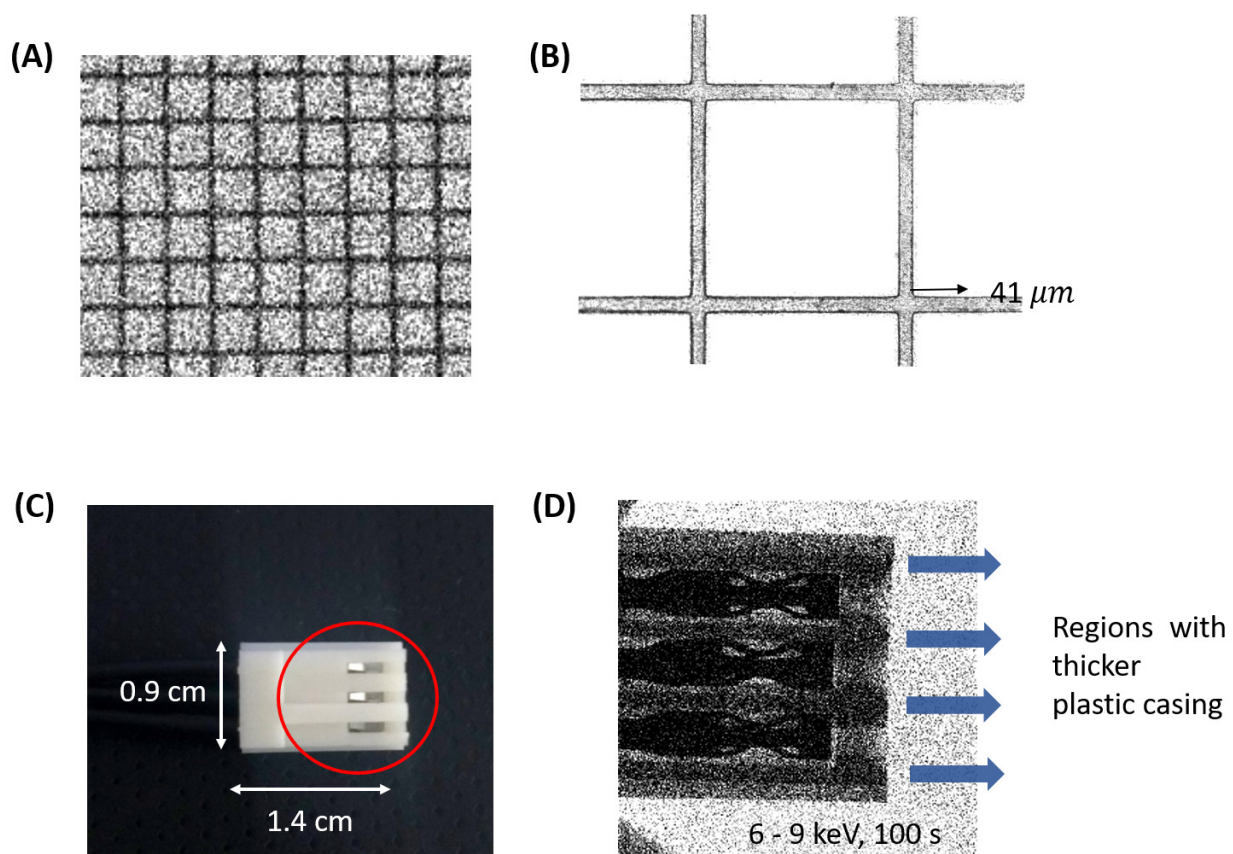 (A)
(B)
41 μm
(C)
0.9 cm
1.4 cm
(D)
6 - 9 keV, 100 s
Regions with
thicker
plastic casing